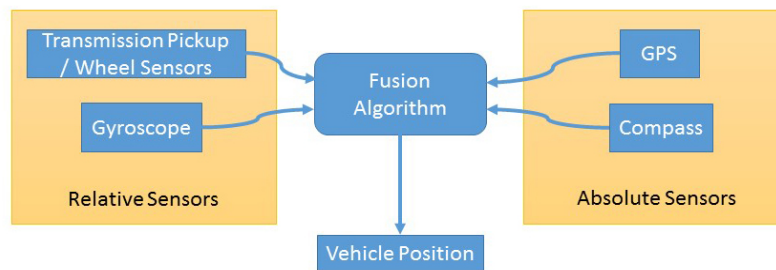 Transmission Pickup
/ Wheel Sensors
Gyroscope
Relative Sensors
Fusion
Algorithm
GPS
Compass
Absolute Sensors
Vehicle Position